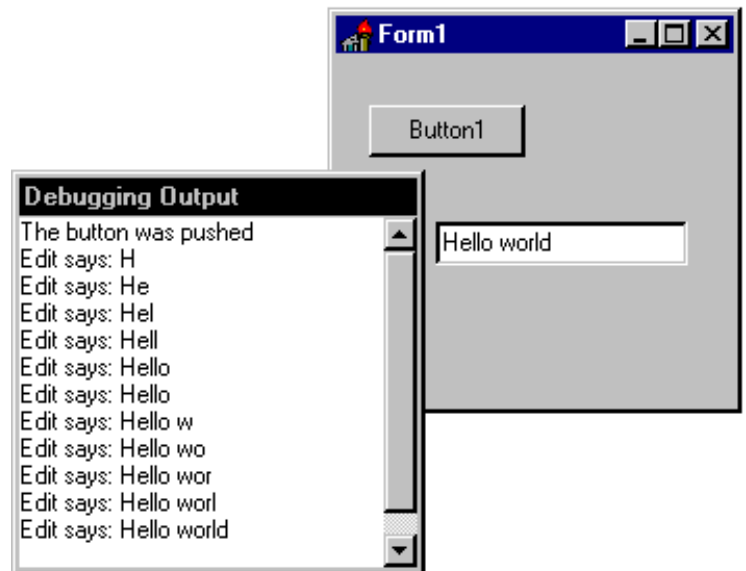 Form1
Button1
Hello world
Debugging Output
The button was pushed
Edit says: H
Edit says: He
Edit says: Hel
Edit says: Hell
Edit says: Hello
Edit says: Hello
Edit says: Hello w
Edit says: Hello wo
Edit says: Hello wor
Edit says: Hello worl
Edit says: Hello world